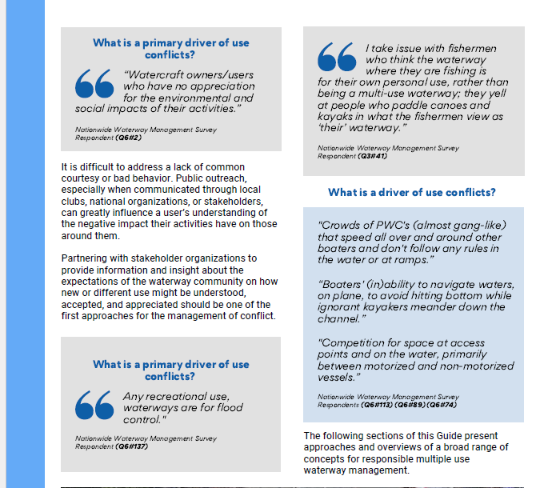 What is a primary driver of use
conflicts?
“Watercraft owners/users
who have no appreciation
for the environmental and
social impacts of their activities.”
Nationwide Waterway Management Survey
Respondent (Q6#2)
It is difficult to address a lack of common
courtesy or bad behavior. Public outreach,
especially when communicated through local
clubs, national organizations, or stakeholders,
can greatly influence a user's understanding of
the negative impact their activities have on those
around them.
Partnering with stakeholder organizations to
provide information and insight about the
expectations of the waterway community on how
new or different use might be understood,
accepted, and appreciated should be one of the
first approaches for the management of conflict.
What is a primary driver of use
conflicts?
Any recreational use,
waterways are for flood
control."
Nationwide Waterway Management Survey
Respondent (Q6#137)
I take issue with fishermen
who think the waterway
where they are fishing is
for their own personal use, rather than
being a multi-use waterway; they yell
at people who paddle canoes and
kayaks in what the fishermen view as
'their' waterway.”
Nationwide Waterway Management Survey
Respondent (Q3#41)
What is a driver of use conflicts?
“Crowds of PWC's (almost gang-like)
that speed all over and around other
boaters and don't follow any rules in
the water or at ramps.”
“Boaters' (in)ability to navigate waters,
on plane, to avoid hitting bottom while
ignorant kayakers meander down the
channel.”
“Competition for space at access
points and on the water, primarily
between motorized and non-motorized
vessels.”
Nationwide Waterway Management Survey
Respondents (Q6#113) (Q6#89)(Q6#74)
The following sections of this Guide present
approaches and overviews of a broad range of
concepts for responsible multiple use
waterway management.